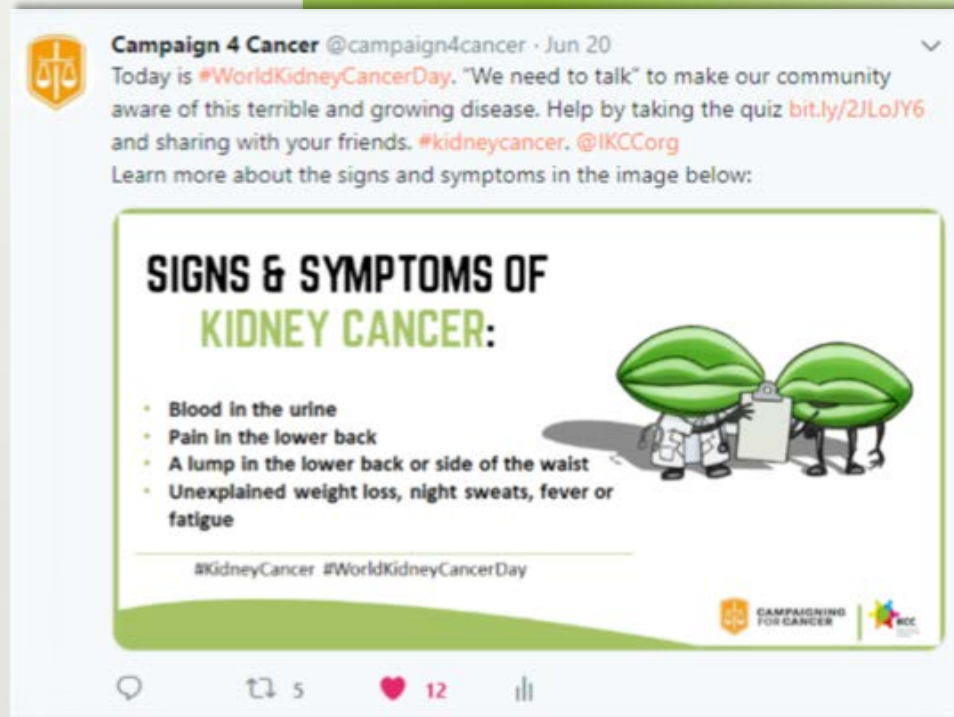 Campaign 4 Cancer @campaign4cancer · Jun 20
Today is #WorldKidneyCancerDay. "We need to talk" to make our community
aware of this terrible and growing disease. Help by taking the quiz bit.ly/2JLoJY6
and sharing with your friends. #kidneycancer. @IKCCorg
Learn more about the signs and symptoms in the image below:
SIGNS & SYMPTOMS OF
KIDNEY CANCER:
• Blood in the urine
• Pain in the lower back
• A lump in the lower back or side of the waist
• Unexplained weight loss, night sweats, fever or
fatigue
#KidneyCancer #WorldKidneyCancerDay
CAMPAIGNING
FOR CANCER
5 12